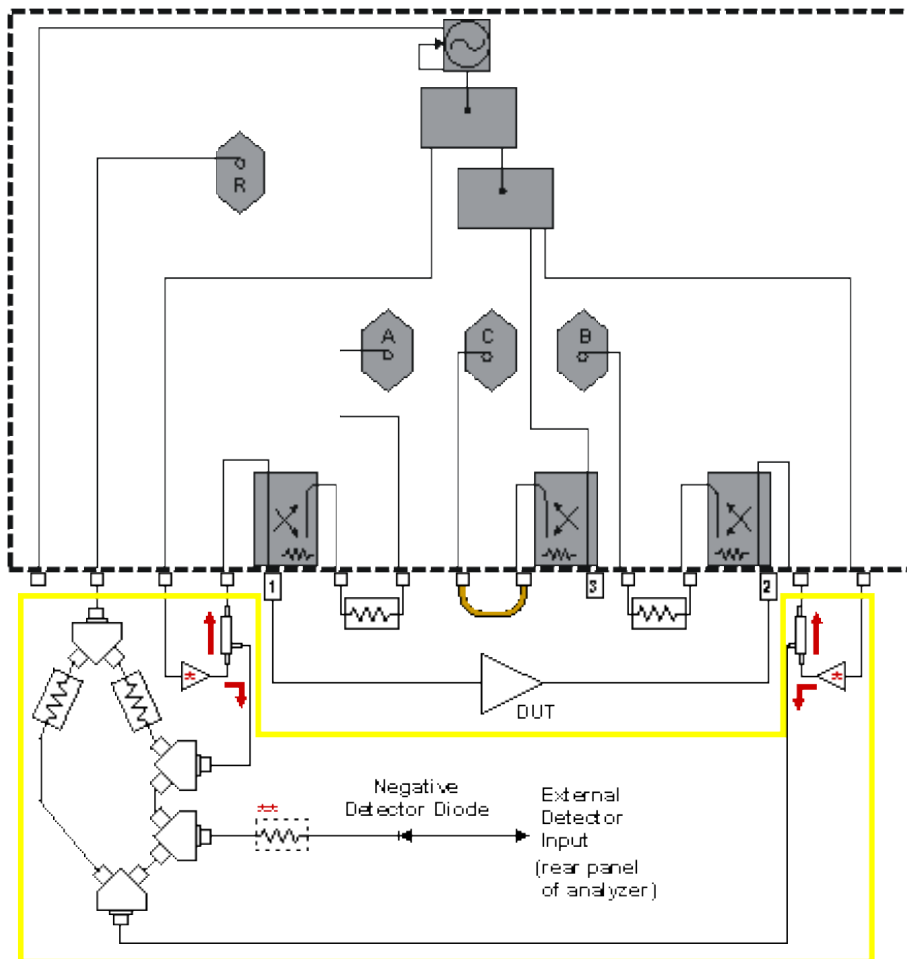 R
A
C
B
1
3
2
±
±
DUT
Negative
Detector Diode
±±
External
Detector
Input
(rear panel
of analyzer)